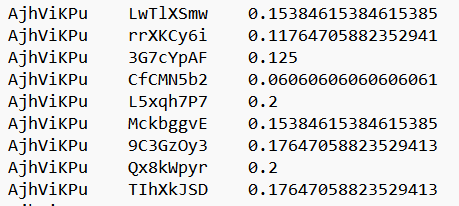 AjhViKPu LwTlXSmw 0.15384615384615385
AjhViKPu rrXKCy6i 0.11764705882352941
AjhViKPu 3G7cYpAF 0.125
AjhViKPu CfCMN5b2 0.06060606060606061
AjhViKPu L5xqh7P7 0.2
AjhViKPu MckbggvE 0.15384615384615385
AjhViKPu 9C3GzOy3 0.17647058823529413
AjhViKPu Qx8kWpyr 0.2
AjhViKPu TIhXkJSD 0.17647058823529413